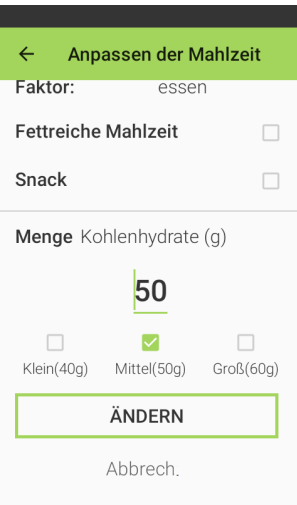 Anpassen der Mahlzeit
Faktor: essen
Fettreiche Mahlzeit
Snack
Menge Kohlenhydrate (g)
50
Klein(40g) Mittel(50g) Groß(60g)
ÄNDERN
Abbrech.